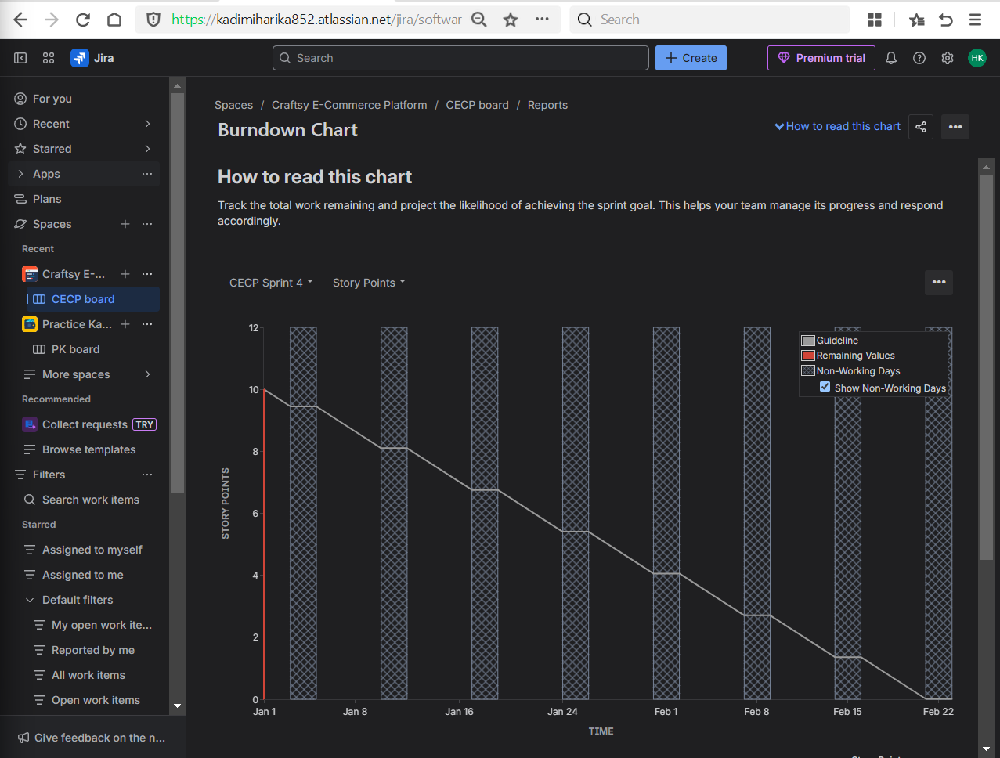 https://kadimiharika852.atlassian.net/jira/softwar
Search
Jira
Search
Create
Premium trial
HK
For you
Recent
Starred
Apps
Plans
Spaces
Recent
Craftsy E-...
CECP board
Practice Ka...
PK board
More spaces
Recommended
Collect requests TRY
Browse templates
Filters
Search work items
Starred
Assigned to myself
Assigned to me
Default filters
My open work ite...
Reported by me
All work items
Open work items
Give feedback on the n...
Spaces / Craftsy E-Commerce Platform / CECP board / Reports
Burndown Chart
How to read this chart
How to read this chart
Track the total work remaining and project the likelihood of achieving the sprint goal. This helps your team manage its progress and respond
accordingly.
CECP Sprint 4
Story Points
Guideline
Remaining Values
Non-Working Days
Show Non-Working Days
STORY POINTS
12
10
8
6
4
2
0
Jan 1
Jan 8
Jan 16
Jan 24
Feb 1
Feb 8
Feb 15
Feb 22
TIME